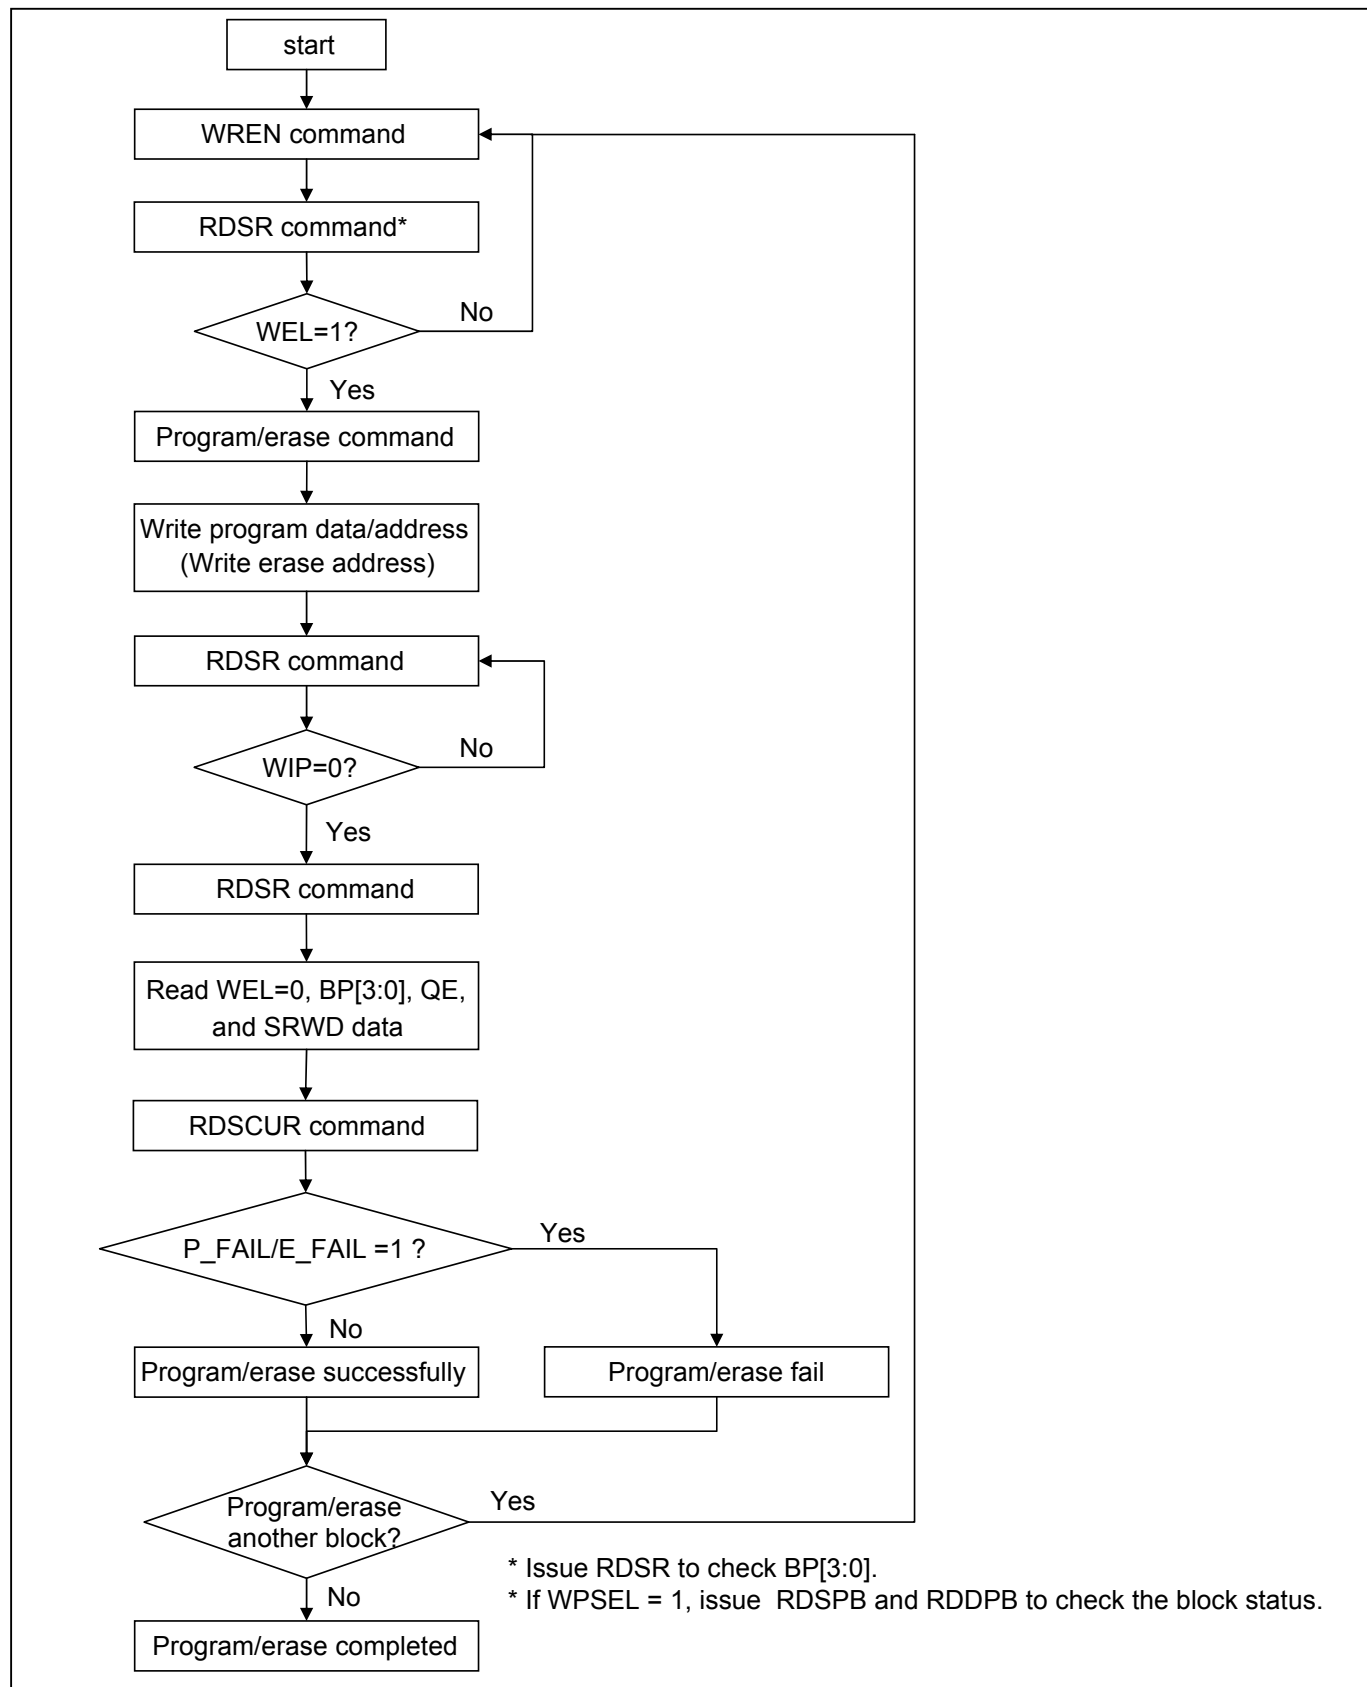 start
WREN command
RDSR command*
WEL=1?
No
Yes
Program/erase command
Write program data/address
(Write erase address)
RDSR command
WIP=0?
No
Yes
RDSR command
Read WEL=0, BP[3:0], QE,
and SRWD data
RDSCUR command
P_FAIL/E_FAIL =1 ?
Yes
No
Program/erase successfully
Program/erase fail
Program/erase
another block?
Yes
No
* Issue RDSR to check BP[3:0].
* If WPSEL = 1, issue  RDSPB and RDDPB to check the block status.
Program/erase completed